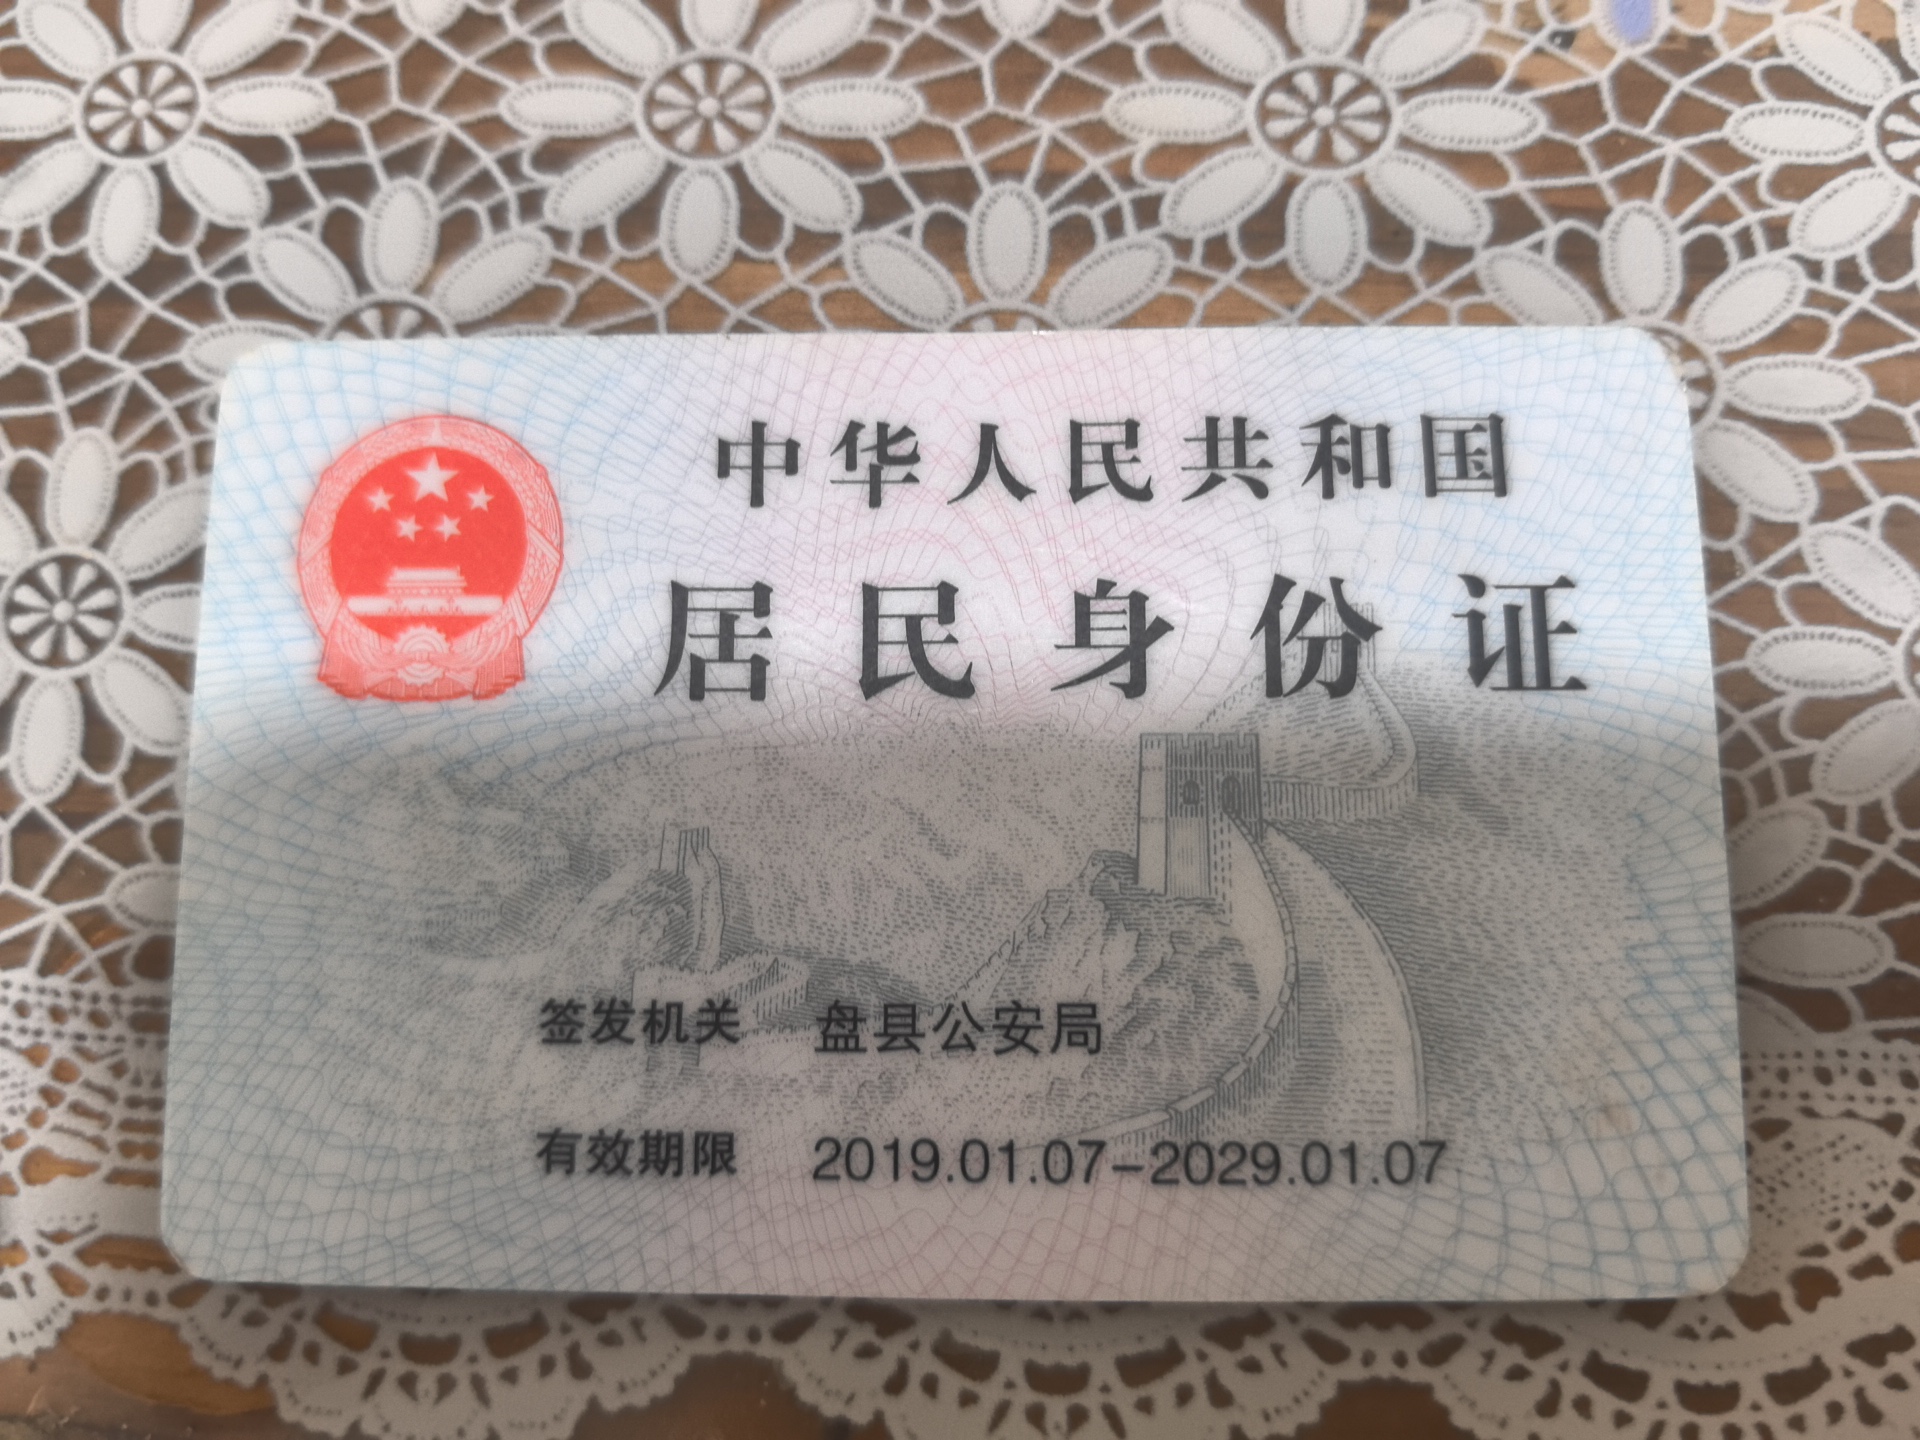 中华人民共和国
居民身份证
签发机关 盘县公安局
有效期限 2019.01.07-2029.01.07